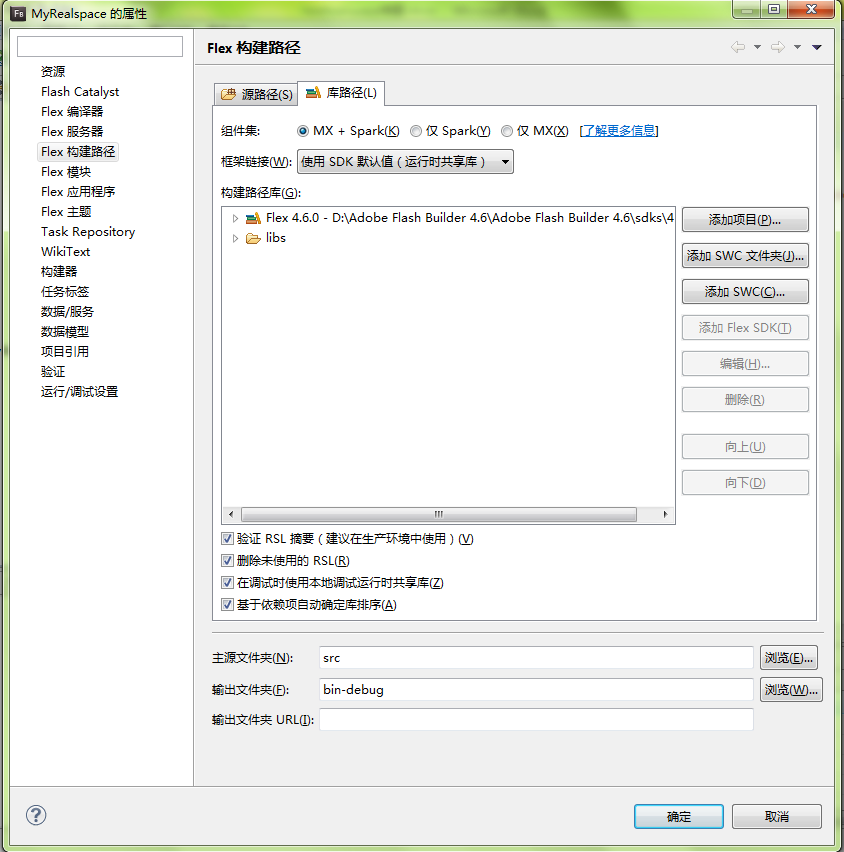 Fb MyRealspace 的属性
资源
Flash Catalyst
Flex 编译器
Flex 服务器
Flex 构建路径
Flex 模块
Flex 应用程序
Flex 主题
Task Repository
WikiText
构建器
任务标签
数据/服务
数据模型
项目引用
验证
运行/调试设置
Flex 构建路径
源路径(S) 库路径(L)
组件集: MX + Spark(K) 仅 Spark(Y) 仅 MX(X) [了解更多信息]
框架链接(W): 使用 SDK 默认值（运行时共享库）
构建路径库(G):
Flex 4.6.0 - D:\Adobe Flash Builder 4.6\Adobe Flash Builder 4.6\sdks\4
libs
添加项目(P)...
添加 SWC 文件夹(J)...
添加 SWC(C)...
添加 Flex SDK(T)
编辑(H)...
删除(R)
向上(U)
向下(D)
验证 RSL 摘要（建议在生产环境中使用）(V)
删除未使用的 RSL(R)
在调试时使用本地调试运行时共享库(Z)
基于依赖项自动确定库排序(A)
主源文件夹(N): src 浏览(E)...
输出文件夹(F): bin-debug 浏览(W)...
输出文件夹 URL(I):
? 确定 取消